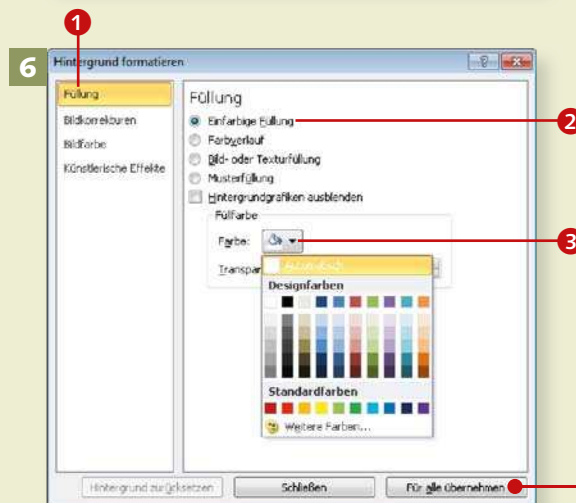 1
6
Hintergrund formatieren
Füllung
Bildkorrekturen
Bildfarbe
Künstlerische Effekte
Füllung
Einfarbige Füllung
2
Farbverlauf
Bild- oder Texturfüllung
Musterfüllung
Hintergrundgrafiken ausblenden
Füllfarbe
Farbe:
3
Automatisch
Transpar
Designfarben
Standardfarben
Weitere Farben...
Hintergrund zurücksetzen
Schließen
Für alle übernehmen